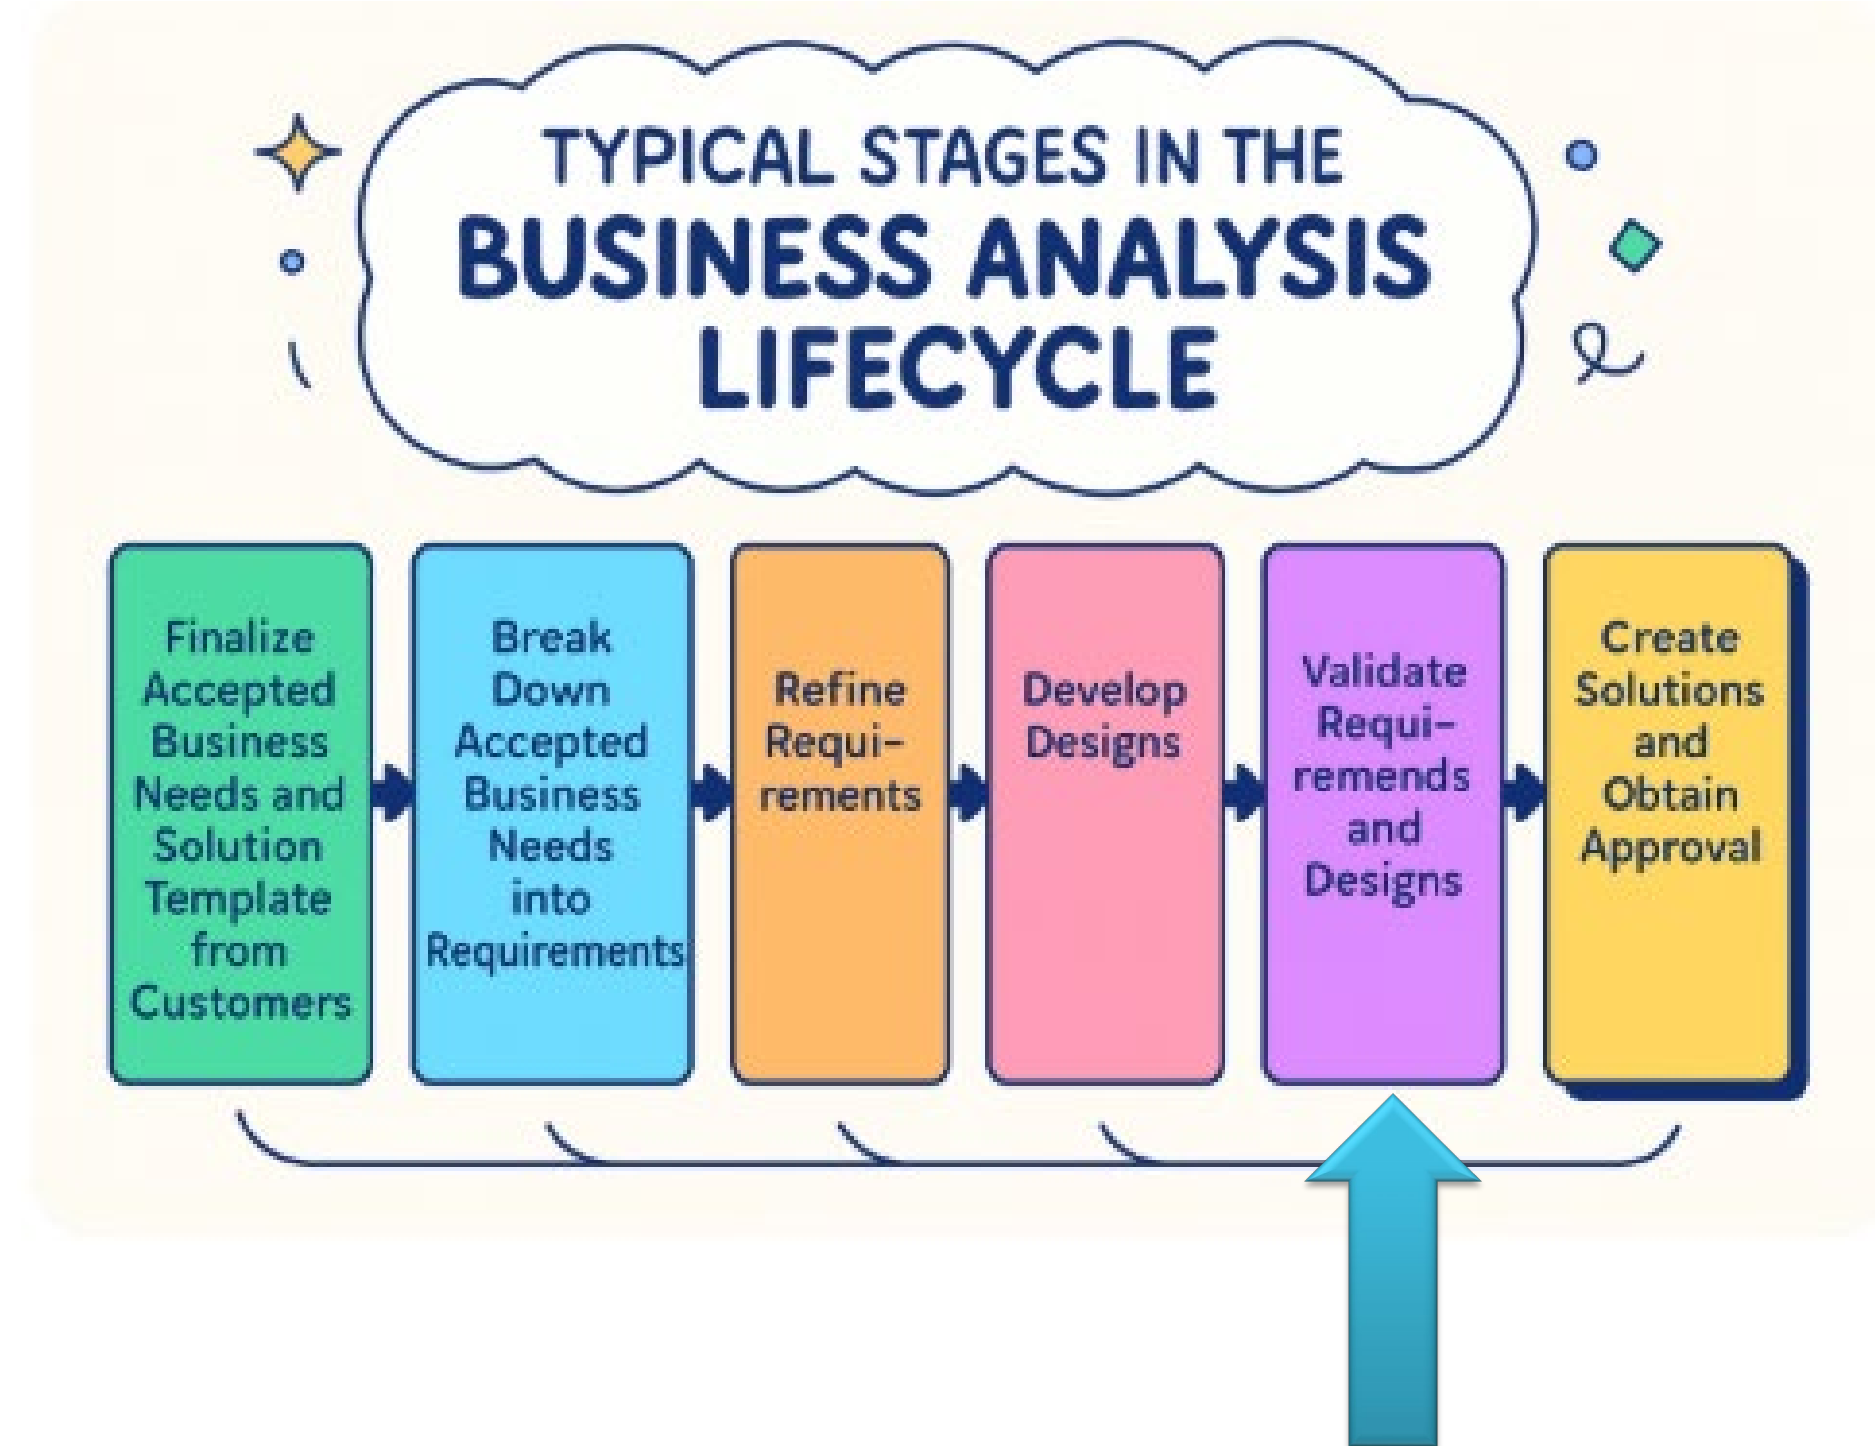 TYPICAL STAGES IN THE
BUSINESS ANALYSIS
LIFECYCLE
Finalize
Accepted
Business
Needs and
Solution
Template
from
Customers
Break
Down
Accepted
Business
Needs
into
Requirements
Refine
Requi-
rements
Develop
Designs
Validate
Requi-
remends
and
Designs
Create
Solutions
and
Obtain
Approval